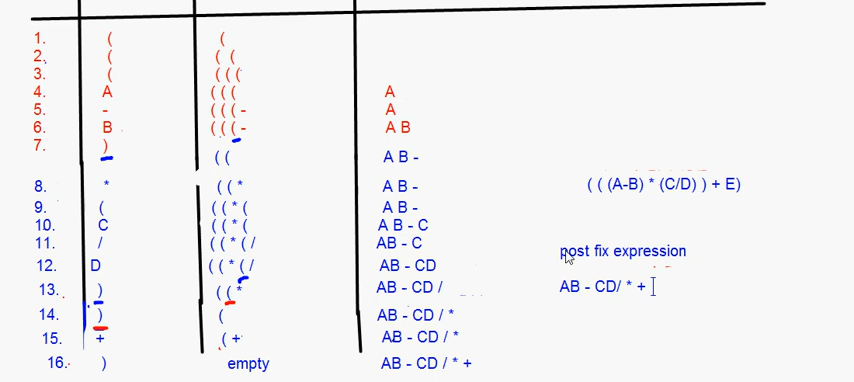 1. ( (
2. ( ( (
3. ( ( ( (
4. A ( ( ( A
5. - ( ( ( - A
6. B ( ( ( - A B
7. ) ( ( A B -
8. * ( ( * A B - ( ( (A-B) * (C/D) ) + E)
9. ( ( ( * ( A B -
10. C ( ( * ( A B - C
11. / ( ( * ( / AB - C post fix expression
12. D ( ( * ( / AB - CD
13. ) ( ( * AB - CD / AB - CD/ * +
14. ) ( AB - CD / *
15. + ( + AB - CD / *
16. ) empty AB - CD / * +